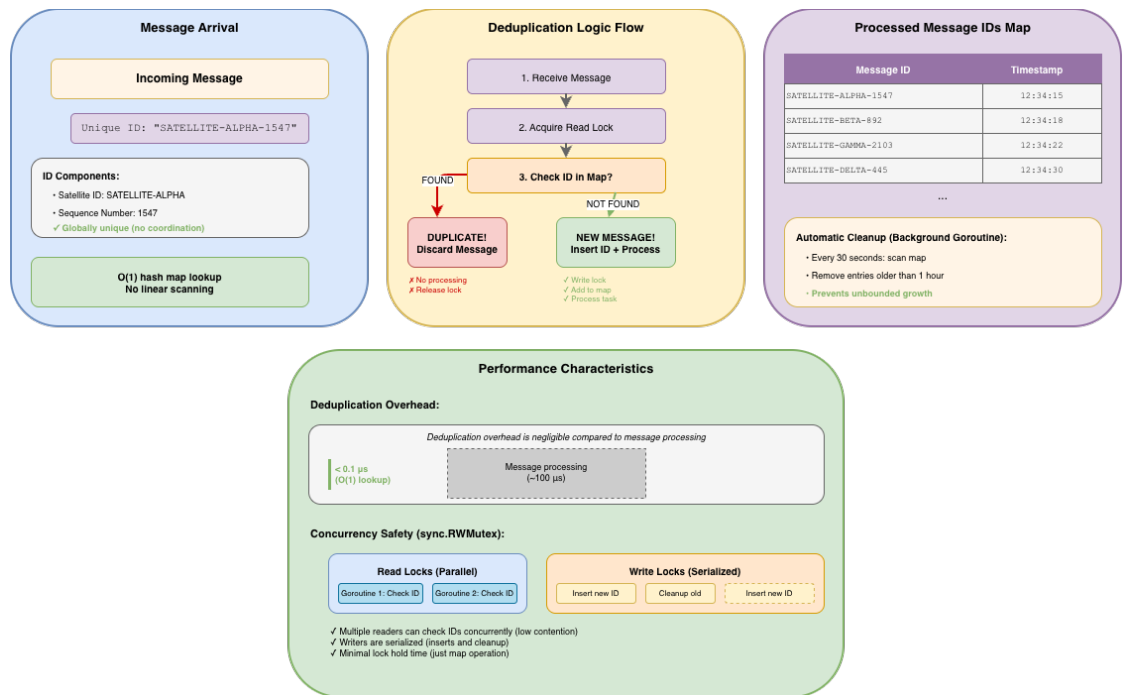 Message Arrival
Incoming Message
Unique ID: "SATELLITE-ALPHA-1547"
ID Components:
• Satellite ID: SATELLITE-ALPHA
• Sequence Number: 1547
✓ Globally unique (no coordination)
O(1) hash map lookup
No linear scanning
Deduplication Logic Flow
1. Receive Message
2. Acquire Read Lock
3. Check ID in Map?
FOUND
NOT FOUND
DUPLICATE!
Discard Message
✗ No processing
✗ Release lock
NEW MESSAGE!
Insert ID + Process
✓ Write lock
✓ Add to map
✓ Process task
Processed Message IDs Map
Message ID Timestamp
SATELLITE-ALPHA-1547 12:34:15
SATELLITE-BETA-892 12:34:18
SATELLITE-GAMMA-2103 12:34:22
SATELLITE-DELTA-445 12:34:30
...
Automatic Cleanup (Background Goroutine):
• Every 30 seconds: scan map
• Remove entries older than 1 hour
• Prevents unbounded growth
Performance Characteristics
Deduplication Overhead:
Deduplication overhead is negligible compared to message processing
< 0.1 µs
(O(1) lookup)
Message processing
(~100 µs)
Concurrency Safety (sync.RWMutex):
Read Locks (Parallel)
Goroutine 1: Check ID
Goroutine 2: Check ID
Write Locks (Serialized)
Insert new ID
Cleanup old
Insert new ID
✓ Multiple readers can check IDs concurrently (low contention)
✓ Writers are serialized (inserts and cleanup)
✓ Minimal lock hold time (just map operation)